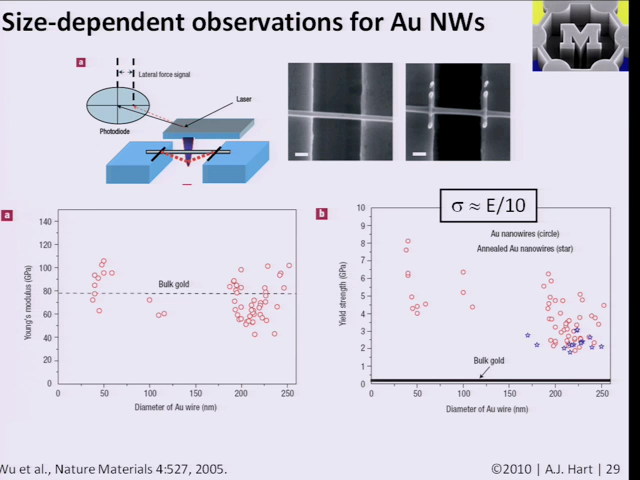 Size-dependent observations for Au NWs
M
a
Lateral force signal
Laser
Photodiode
a
140
120
100
80
60
40
20
0
Young's modulus (GPa)
Bulk gold
0
50
100
150
200
250
Diameter of Au wire (nm)
b
σ ≈ E/10
10
9
8
7
6
5
4
3
2
1
0
Yield strength (GPa)
Au nanowires (circle)
Annealed Au nanowires (star)
Bulk gold
0
50
100
150
200
250
Diameter of Au wire (nm)
Wu et al., Nature Materials 4:527, 2005.
©2010 | A.J. Hart | 29